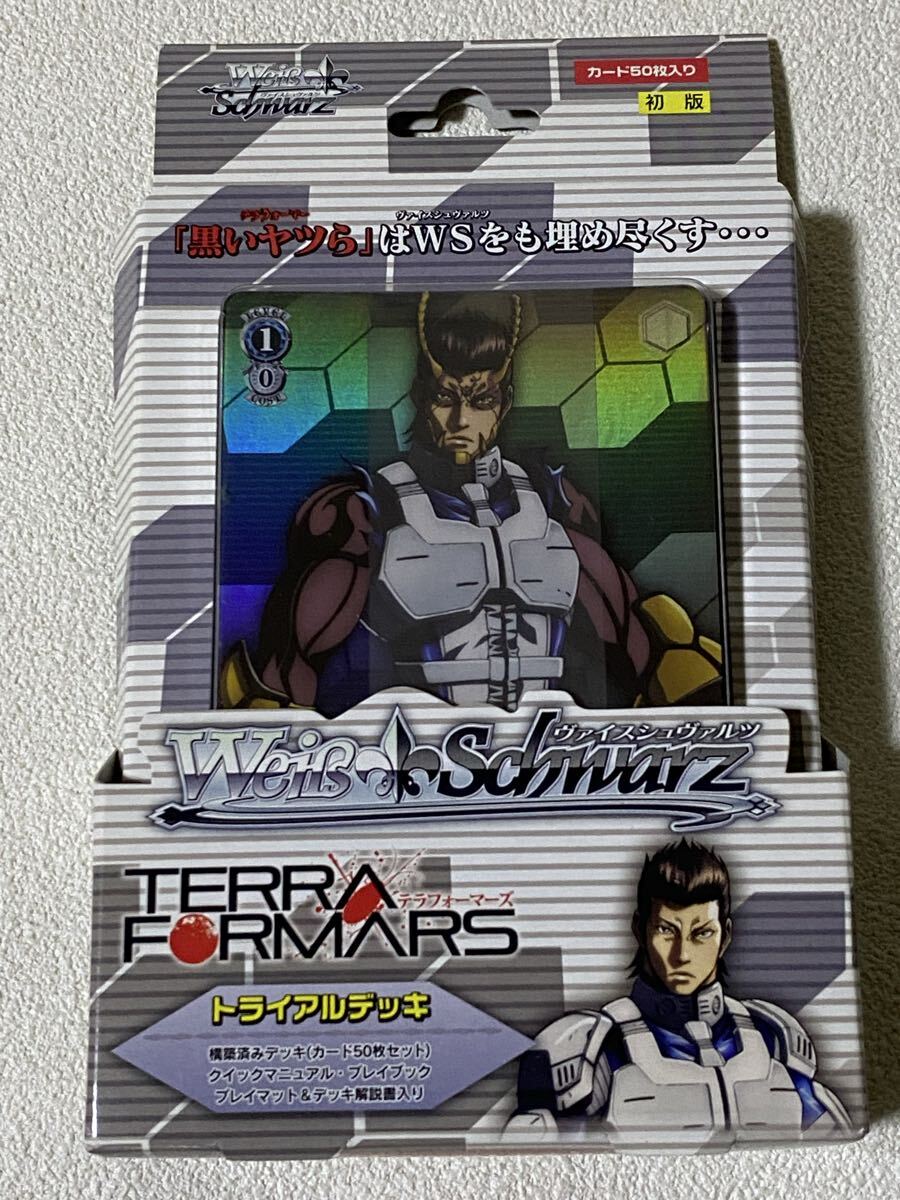 Weiß Schwarz
ヴァイスシュヴァルツ
カード50枚入り
初版
テラフォーマー
ヴァイスシュヴァルツ
「黒いヤツら」はWSをも埋め尽くす・・・
LEVEL
1
0
COST
ヴァイスシュヴァルツ
Weiß Schwarz
TERRA
テラフォーマーズ
FORMARS
トライアルデッキ
構築済みデッキ(カード50枚セット)
クイックマニュアル・プレイブック
プレイマット&デッキ解説書入り